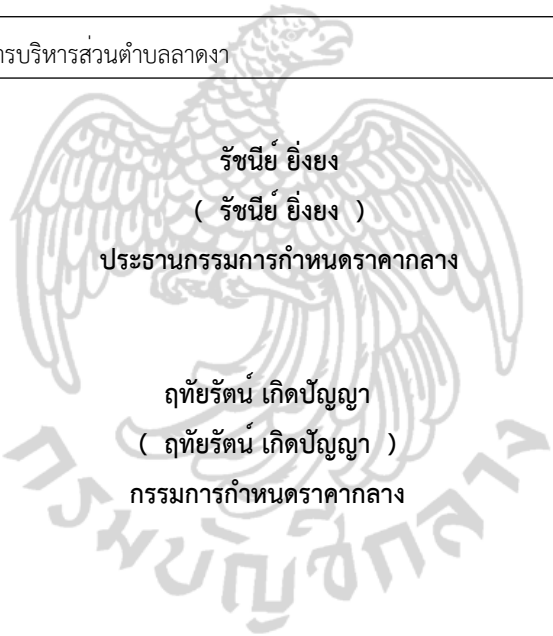 ารบริหารส่วนตำบลลาดงา
รัชนีย์ ยิ่งยง
( รัชนีย์ ยิ่งยง )
ประธานกรรมการกำหนดราคากลาง
ฤทัยรัตน์ เกิดปัญญา
( ฤทัยรัตน์ เกิดปัญญา )
กรรมการกำหนดราคากลาง
กรมบัญชีกลาง